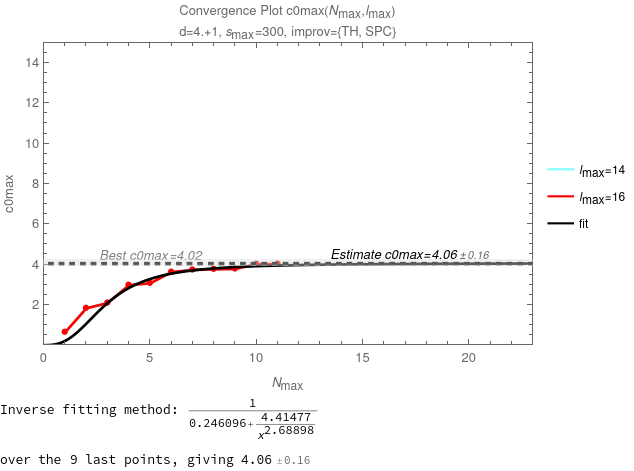 Convergence Plot c0max(Nmax,lmax)
d=4.+1, smax=300, improv={TH, SPC}
14
12
10
8
6
4
2
c0max
Best c0max=4.02
Estimate c0max=4.06 ±0.16
lmax=14
lmax=16
fit
0 5 10 15 20
Nmax
Inverse fitting method: 1
0.246096+ 4.41477
x2.68898
over the 9 last points, giving 4.06 ±0.16